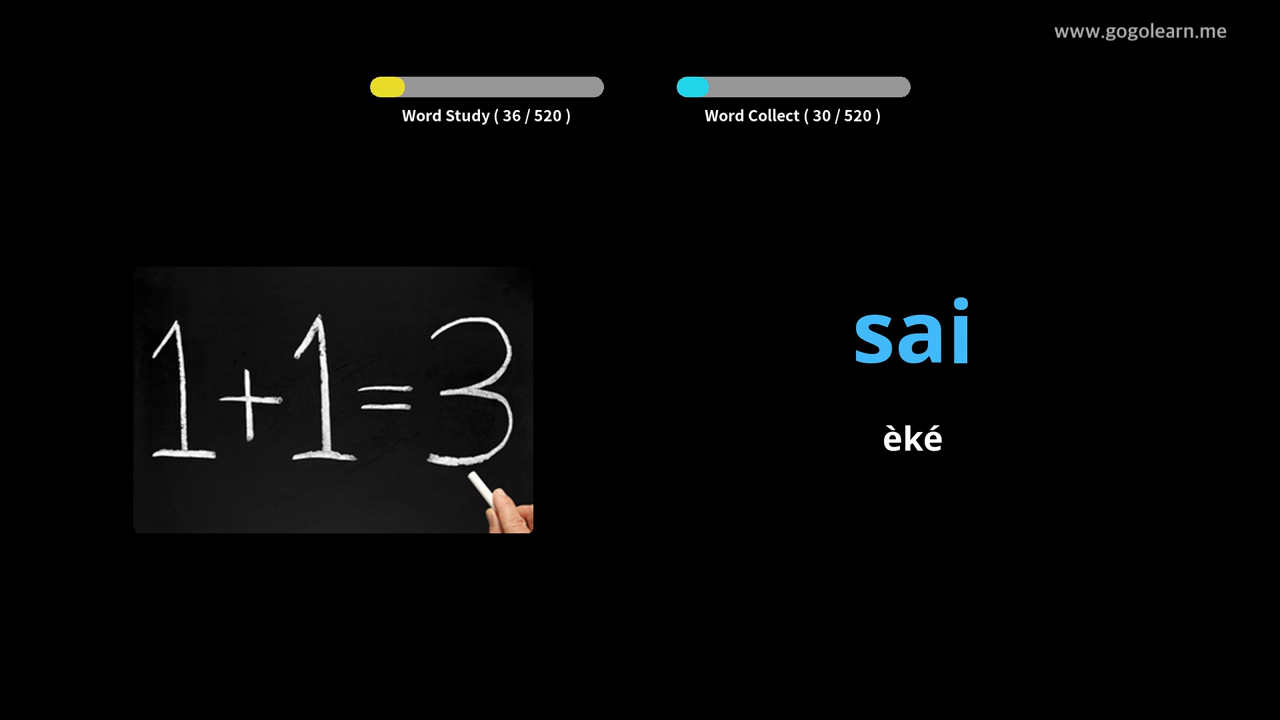 www.gogolearn.me
Word Study ( 36 / 520 )
Word Collect ( 30 / 520 )
1+1=3
sai
èké